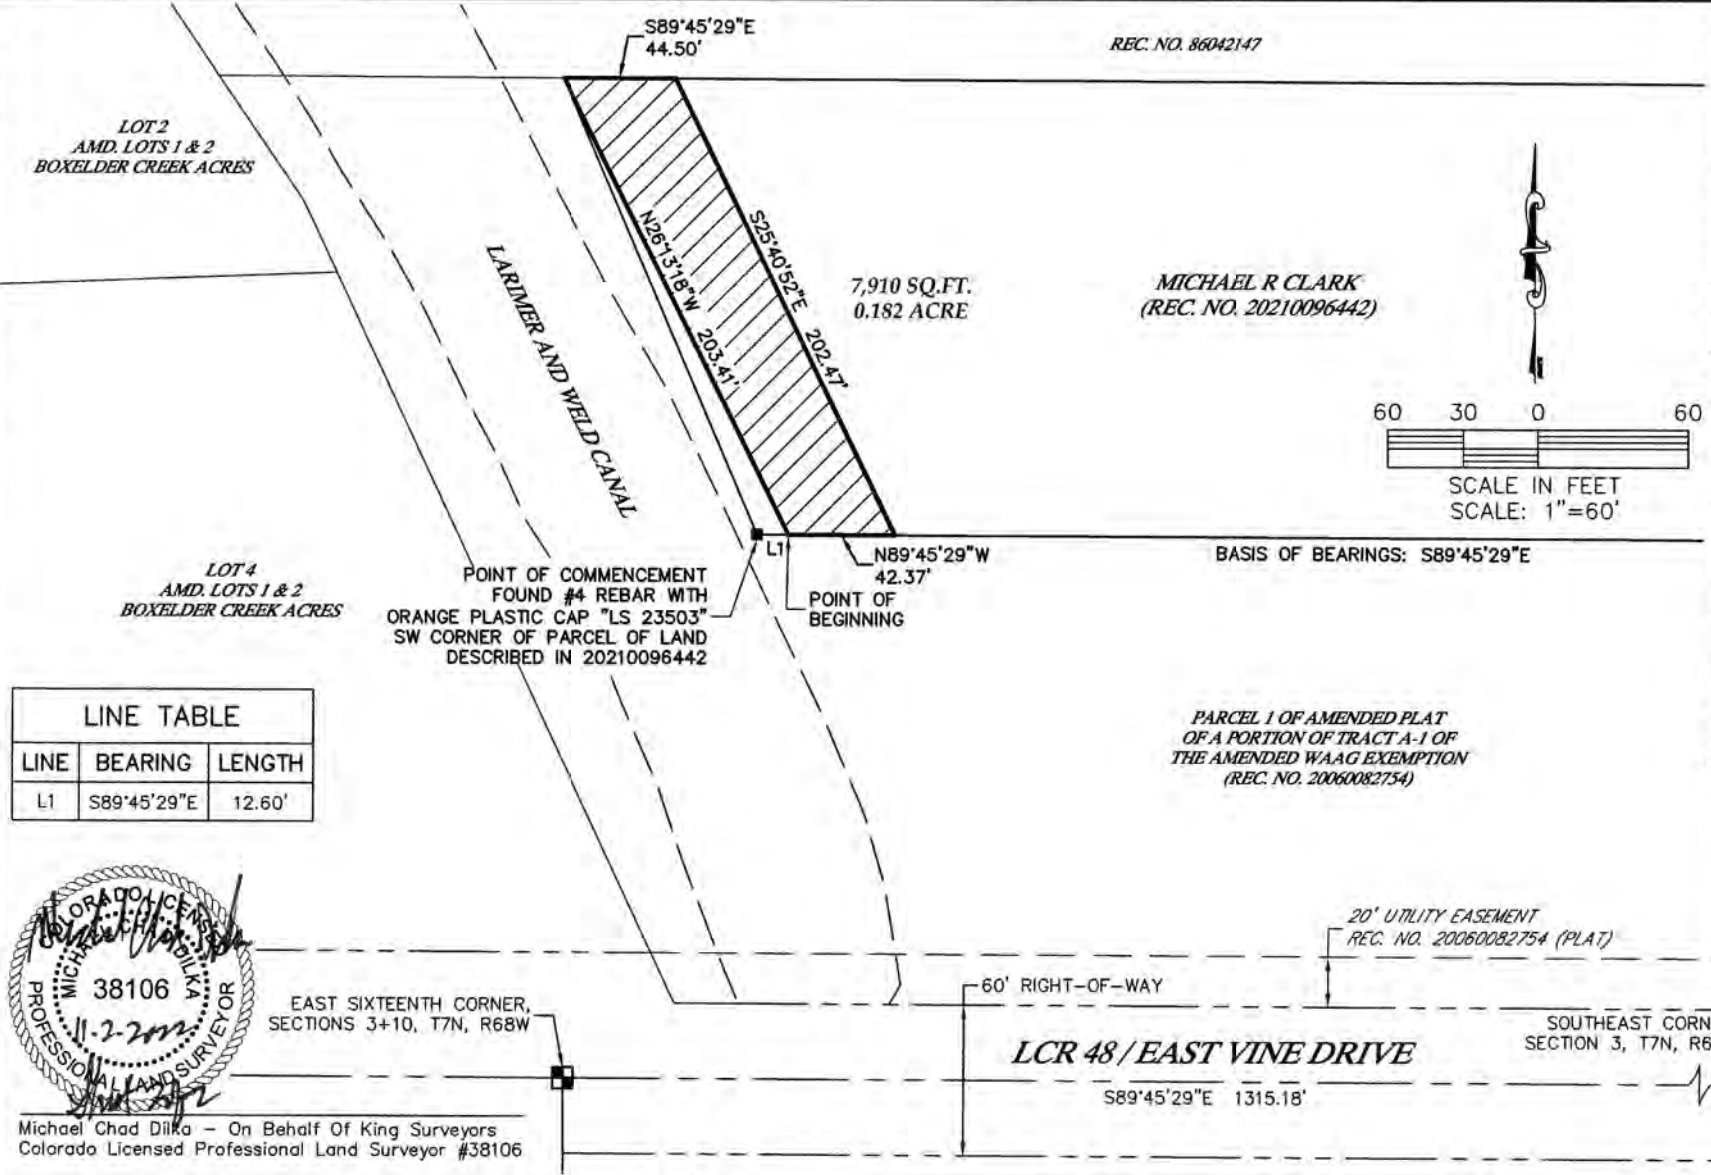 S89°45'29"E
44.50'
REC. NO. 86042147
LOT 2
AMD. LOTS 1 & 2
BOXELDER CREEK ACRES
LARIMER AND WELD CANAL
N26°13'18"W 203.41'
S25°40'52"E 202.47'
7,910 SQ.FT.
0.182 ACRE
MICHAEL R CLARK
(REC. NO. 20210096442)
60 30 0 60
SCALE IN FEET
SCALE: 1"=60'
L1
N89°45'29"W
42.37'
BASIS OF BEARINGS: S89°45'29"E
LOT 4
AMD. LOTS 1 & 2
BOXELDER CREEK ACRES
POINT OF COMMENCEMENT
FOUND #4 REBAR WITH
ORANGE PLASTIC CAP "LS 23503"
SW CORNER OF PARCEL OF LAND
DESCRIBED IN 20210096442
POINT OF
BEGINNING
LINE TABLE
LINE BEARING LENGTH
L1 S89°45'29"E 12.60'
PARCEL 1 OF AMENDED PLAT
OF A PORTION OF TRACT A-1 OF
THE AMENDED WAAG EXEMPTION
(REC. NO. 20060082754)
COLORADO LICENSED
MICHAEL CHAD DILKA
38106
11-2-2022
PROFESSIONAL LAND SURVEYOR
20' UTILITY EASEMENT
REC. NO. 20060082754 (PLAT)
EAST SIXTEENTH CORNER,
SECTIONS 3+10, T7N, R68W
60' RIGHT-OF-WAY
LCR 48 / EAST VINE DRIVE
S89°45'29"E 1315.18'
SOUTHEAST CORN
SECTION 3, T7N, R6
Michael Chad Dilka - On Behalf Of King Surveyors
Colorado Licensed Professional Land Surveyor #38106